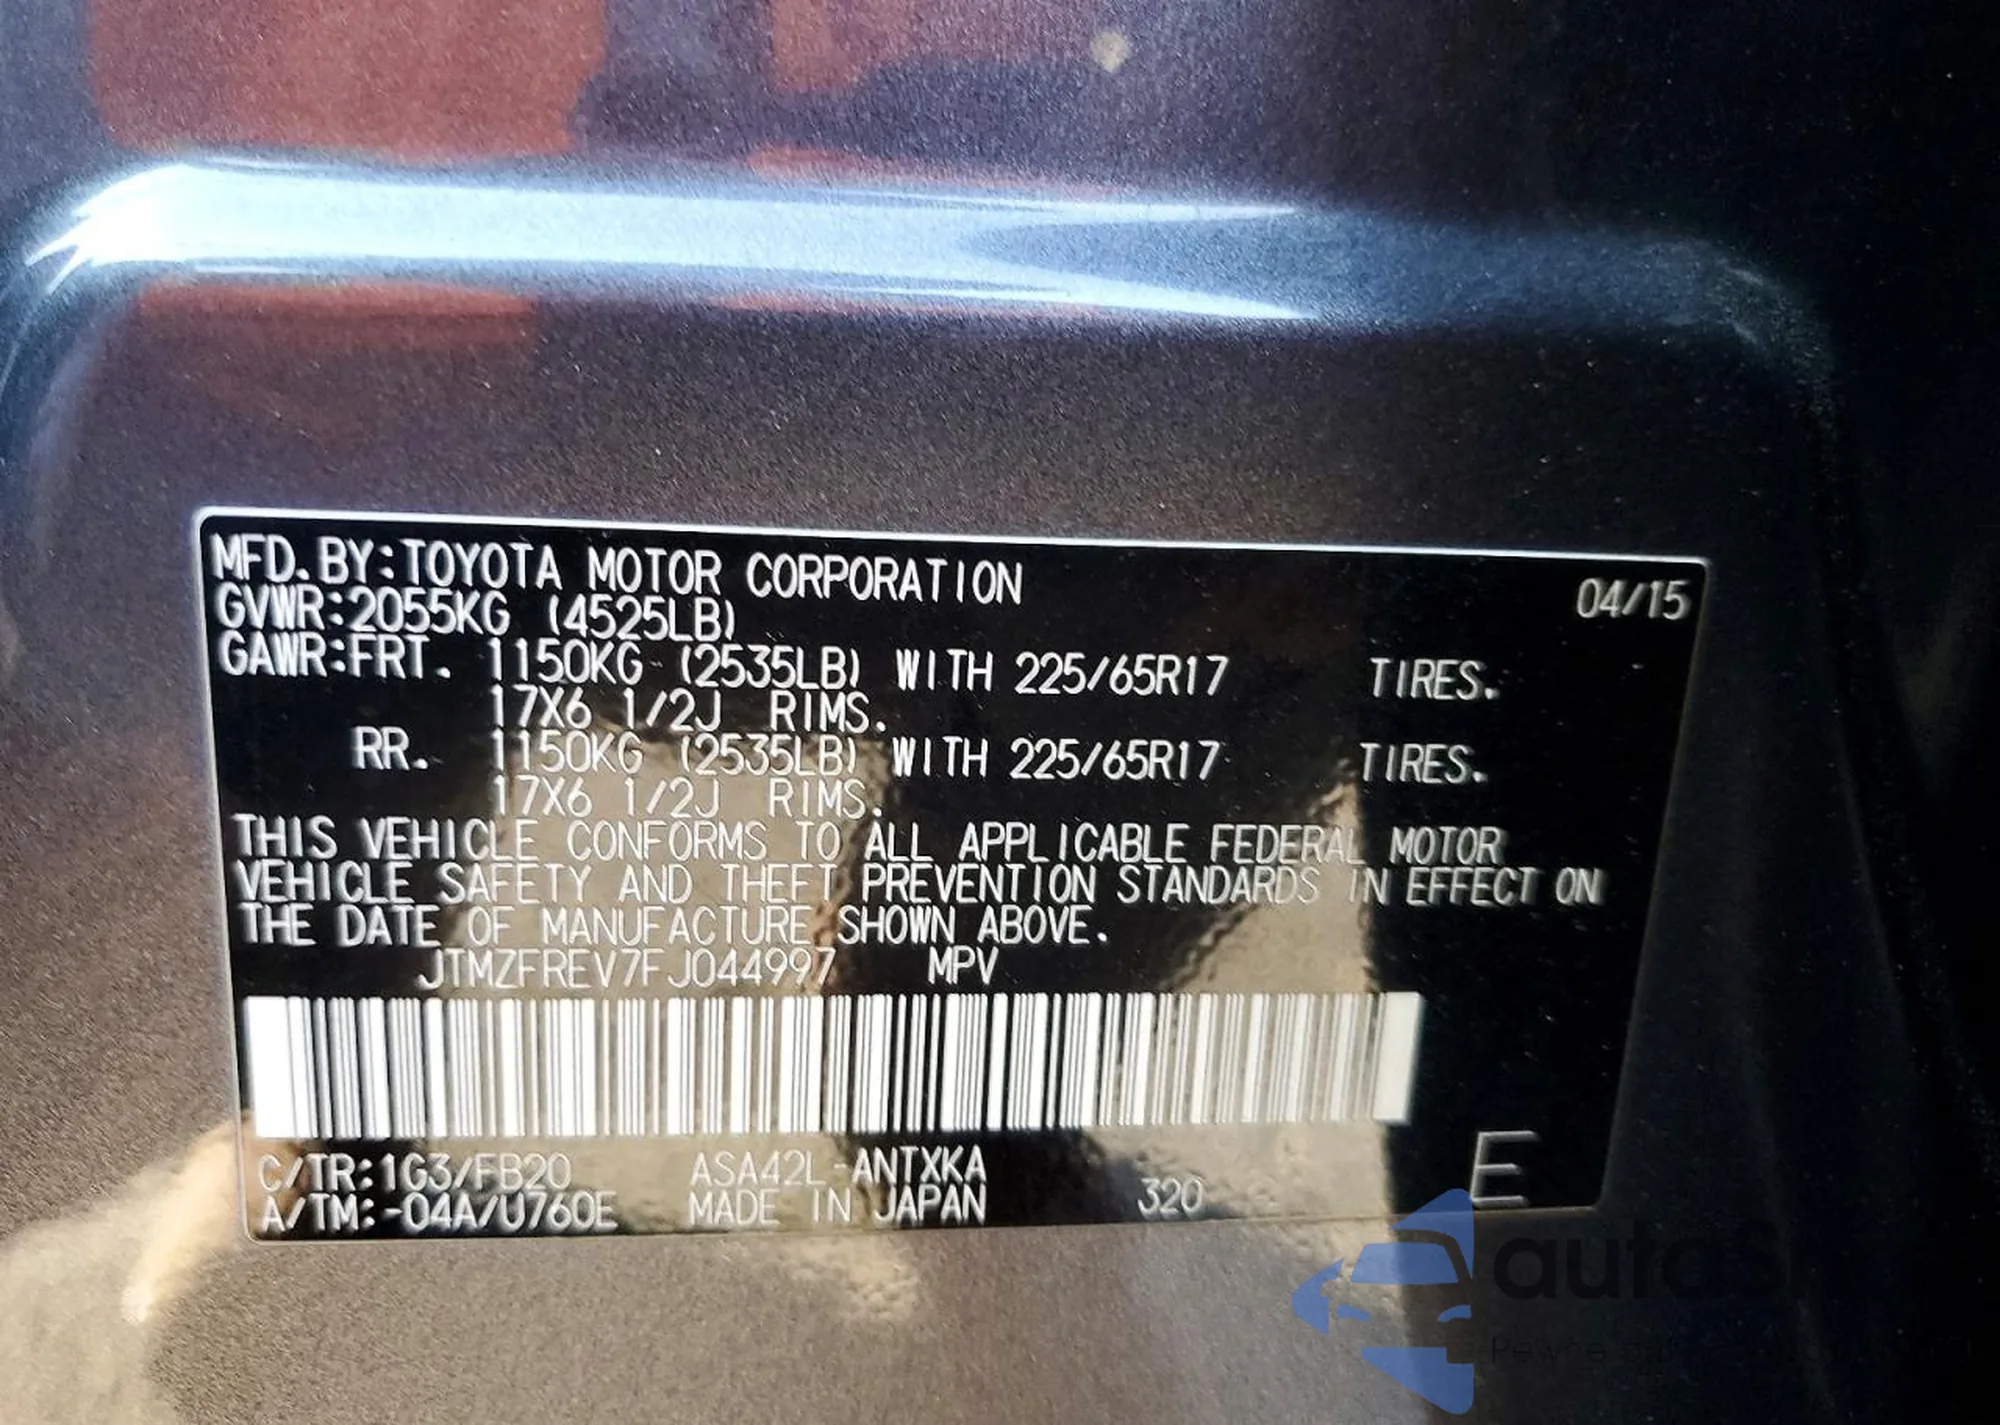 MFD. BY:TOYOTA MOTOR CORPORATION 04/15
GVWR:2055KG (4525LB)
GAWR:FRT. 1150KG (2535LB) WITH 225/65R17 TIRES.
17X6 1/2J RIMS.
RR. 1150KG (2535LB) WITH 225/65R17 TIRES.
17X6 1/2J RIMS.
THIS VEHICLE CONFORMS TO ALL APPLICABLE FEDERAL MOTOR
VEHICLE SAFETY AND THEFT PREVENTION STANDARDS IN EFFECT ON
THE DATE OF MANUFACTURE SHOWN ABOVE.
JTMZFREV7FJ044997 MPV
C/TR:1G3/FB20 ASA42L-ANTXKA
A/TM:-04A/U760E MADE IN JAPAN 320 E